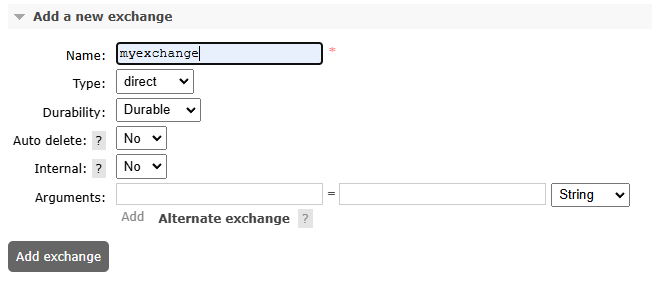 Add a new exchange
Name: myexchange *
Type: direct
Durability: Durable
Auto delete: ? No
Internal: ? No
Arguments: = String
Add Alternate exchange ?
Add exchange